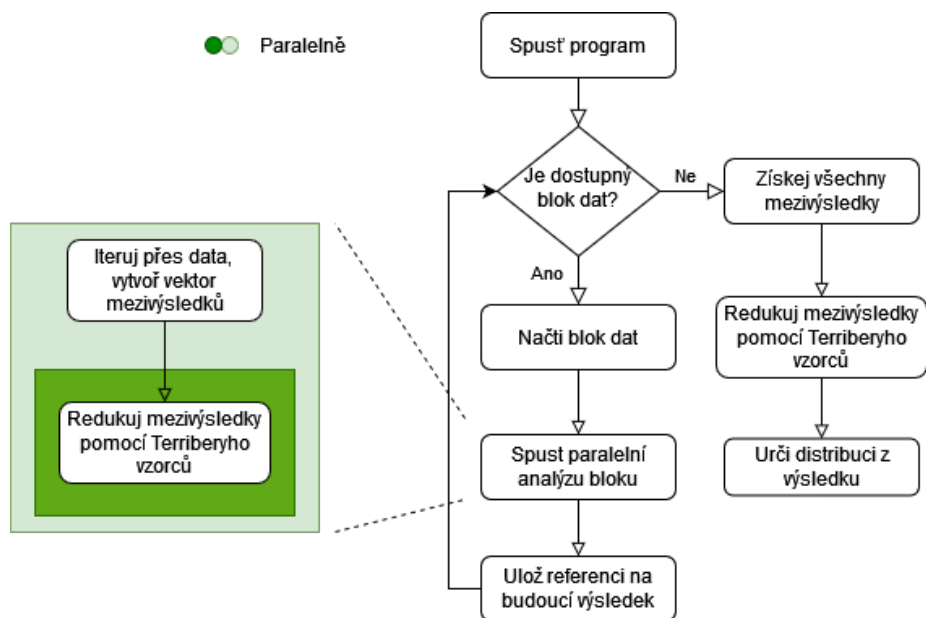 Paralelně
Spusť program
Je dostupný
blok dat?
Ne
Získej všechny
mezivýsledky
Ano
Načti blok dat
Redukuj mezivýsledky
pomocí Terriberyho
vzorců
Spust paralelní
analýzu bloku
Urči distribuci z
výsledku
Ulož referenci na
budoucí výsledek
Iteruj přes data,
vytvoř vektor
mezivýsledků
Redukuj mezivýsledky
pomocí Terriberyho
vzorců